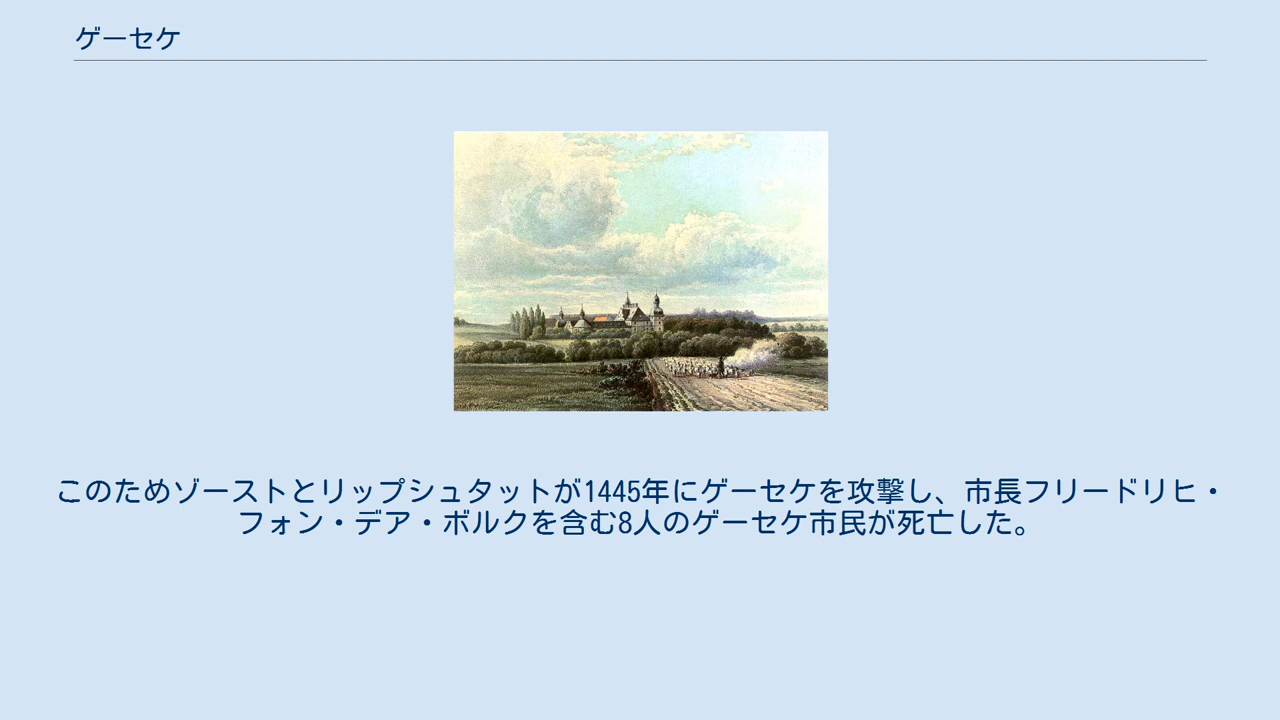 ゲーセケ
このためゾーストとリップシュタットが1445年にゲーセケを攻撃し、市長フリードリヒ・
フォン・デア・ボルクを含む8人のゲーセケ市民が死亡した。